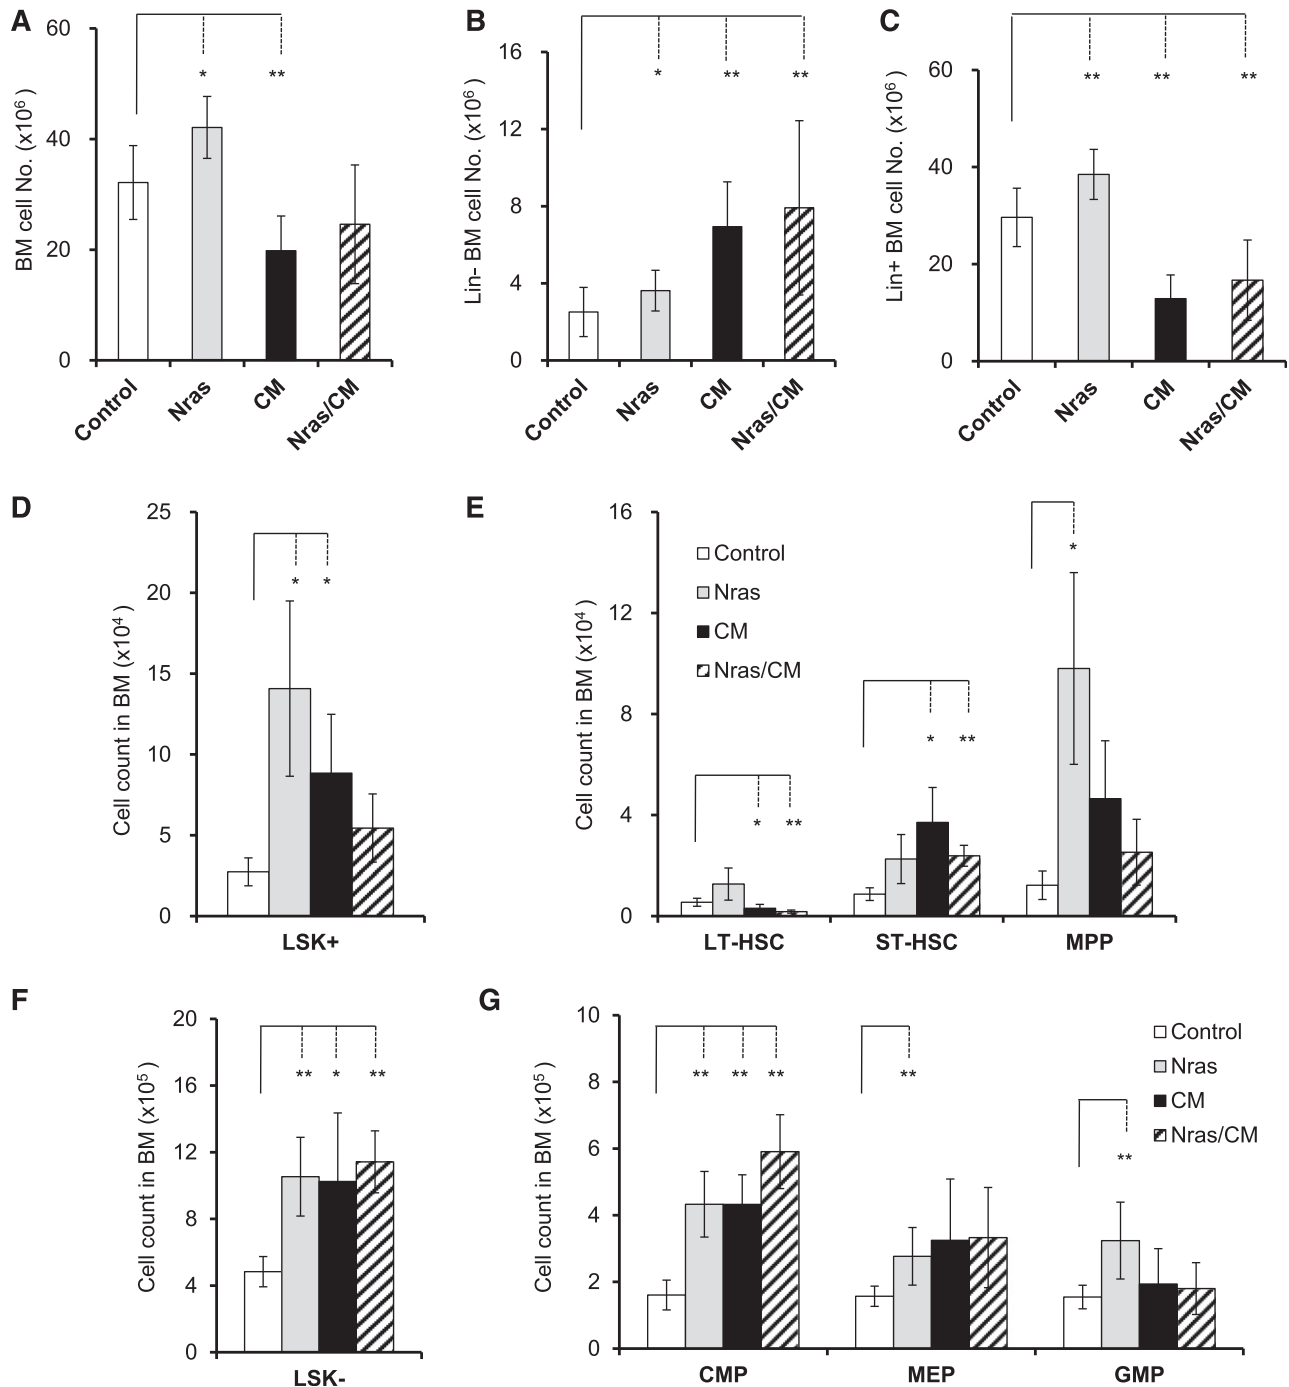 A
BM cell No. (x10⁶)
60
40
20
0
*
**
Control
Nras
CM
Nras/CM
B
Lin- BM cell No. (x10⁶)
16
12
8
4
0
*
**
**
Control
Nras
CM
Nras/CM
C
Lin+ BM cell No. (x10⁶)
60
40
20
0
**
**
**
Control
Nras
CM
Nras/CM
D
Cell count in BM (x10⁴)
25
20
15
10
5
0
*
*
LSK+
E
Cell count in BM (x10⁴)
16
12
8
4
0
Control
Nras
CM
Nras/CM
*
**
*
**
*
LT-HSC
ST-HSC
MPP
F
Cell count in BM (x10⁵)
20
16
12
8
4
0
**
*
**
LSK-
G
Cell count in BM (x10⁵)
10
8
6
4
2
0
**
**
**
**
**
Control
Nras
CM
Nras/CM
CMP
MEP
GMP